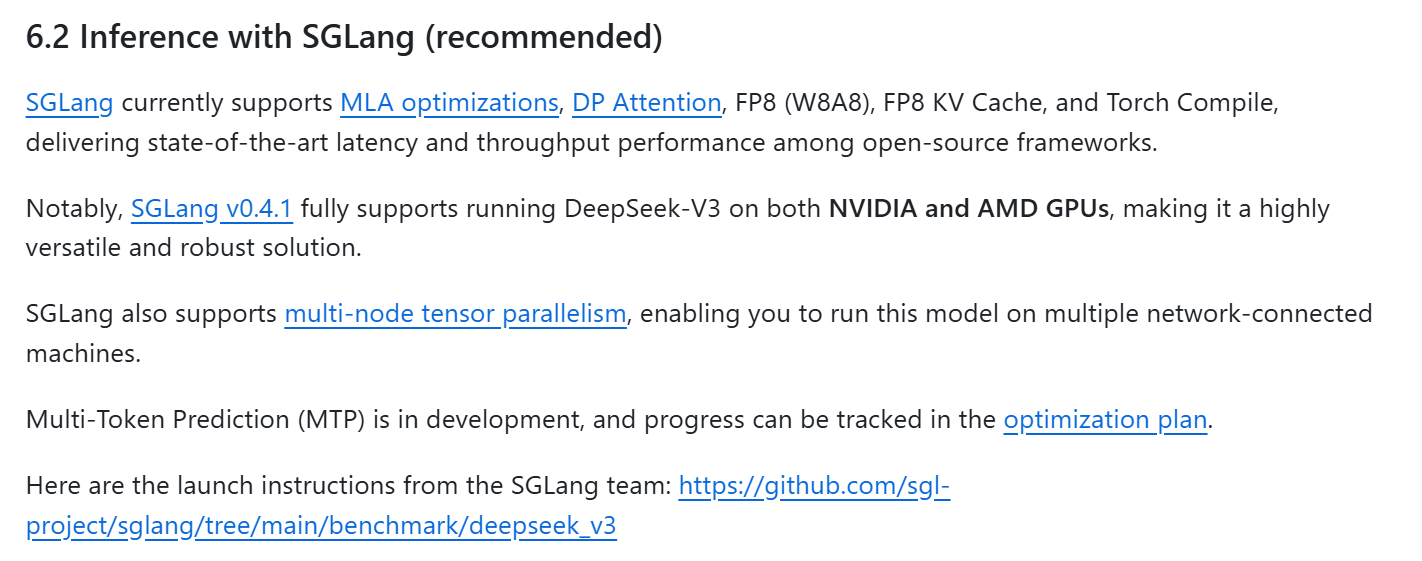 6.2 Inference with SGLang (recommended)
SGLang currently supports MLA optimizations, DP Attention, FP8 (W8A8), FP8 KV Cache, and Torch Compile,
delivering state-of-the-art latency and throughput performance among open-source frameworks.
Notably, SGLang v0.4.1 fully supports running DeepSeek-V3 on both NVIDIA and AMD GPUs, making it a highly
versatile and robust solution.
SGLang also supports multi-node tensor parallelism, enabling you to run this model on multiple network-connected
machines.
Multi-Token Prediction (MTP) is in development, and progress can be tracked in the optimization plan.
Here are the launch instructions from the SGLang team: https://github.com/sgl-
project/sglang/tree/main/benchmark/deepseek_v3